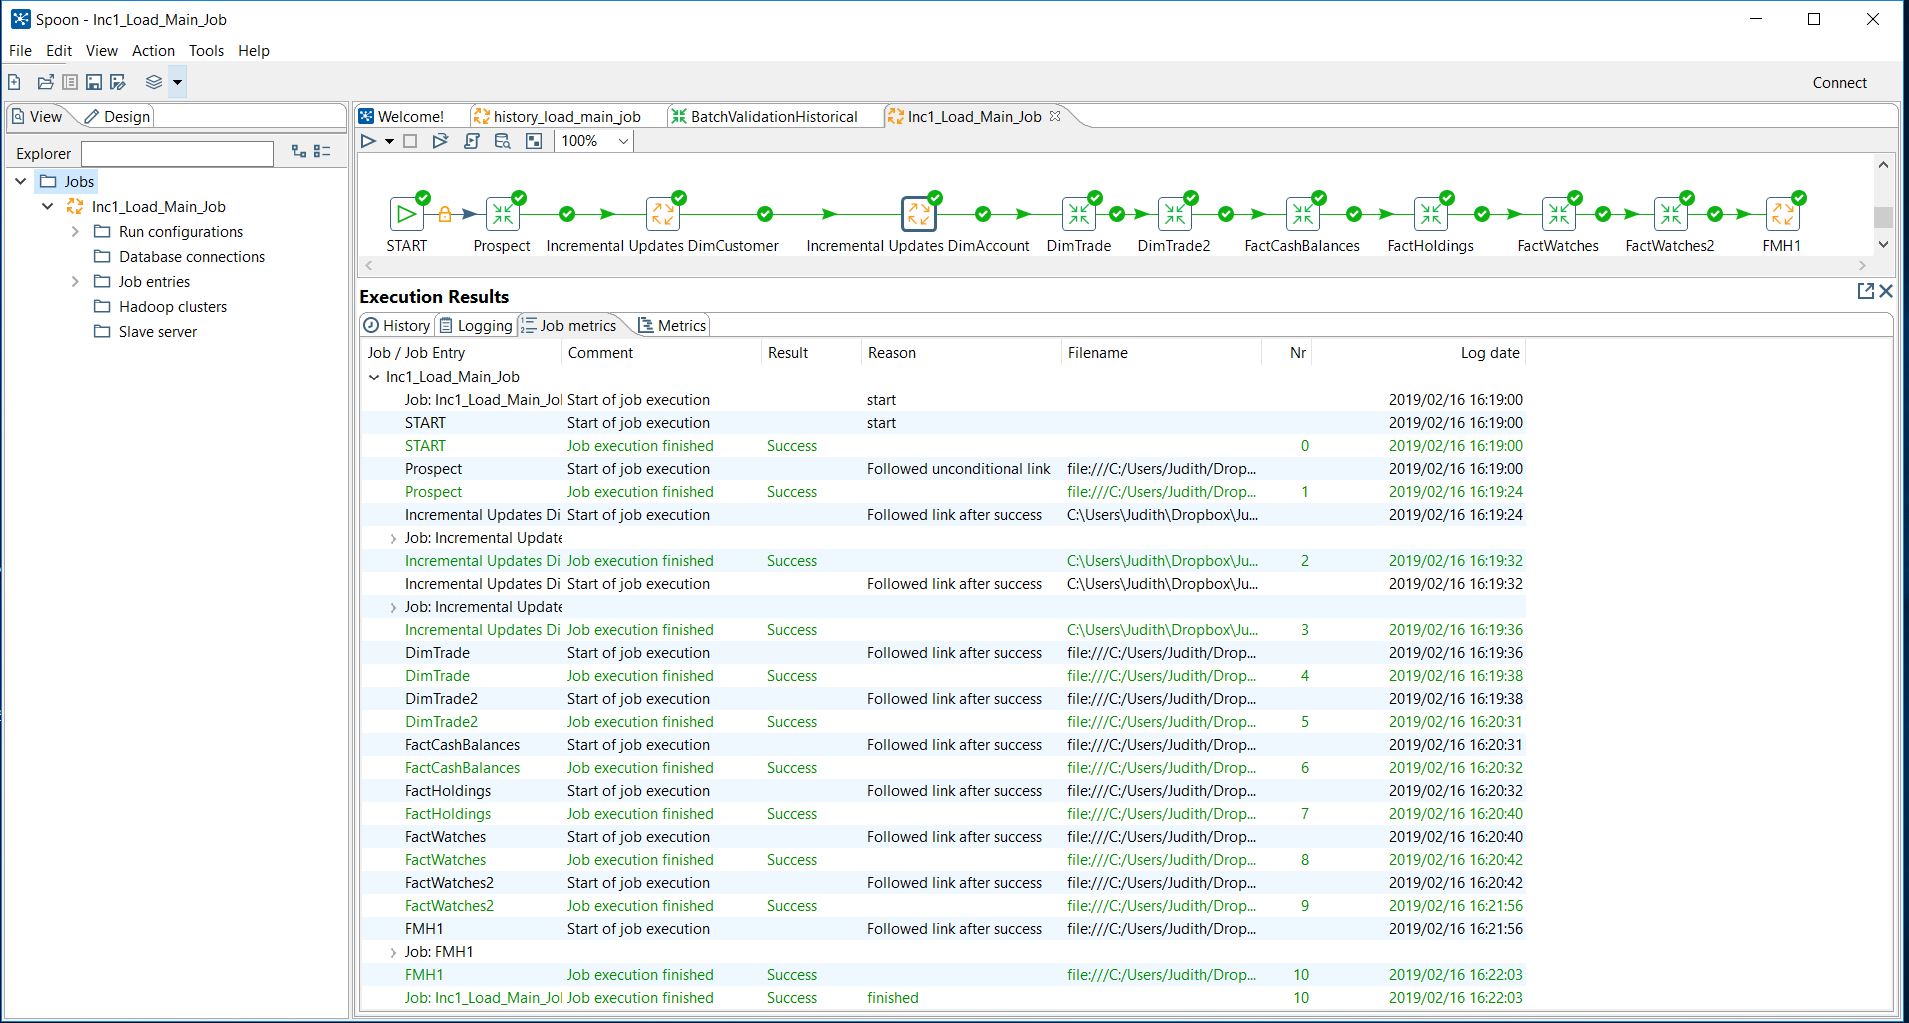 Spoon - Inc1_Load_Main_Job
File Edit View Action Tools Help
Connect
View Design
Welcome! history_load_main_job BatchValidationHistorical Inc1_Load_Main_Job
100%
Explorer
Jobs
Inc1_Load_Main_Job
Run configurations
Database connections
Job entries
Hadoop clusters
Slave server
START Prospect Incremental Updates DimCustomer Incremental Updates DimAccount DimTrade DimTrade2 FactCashBalances FactHoldings FactWatches FactWatches2 FMH1
Execution Results
History Logging Job metrics Metrics
Job / Job Entry Comment Result Reason Filename Nr Log date
Inc1_Load_Main_Job
Job: Inc1_Load_Main_Jol Start of job execution start 2019/02/16 16:19:00
START Start of job execution start 2019/02/16 16:19:00
START Job execution finished Success 0 2019/02/16 16:19:00
Prospect Start of job execution Followed unconditional link file:///C:/Users/Judith/Drop... 2019/02/16 16:19:00
Prospect Job execution finished Success file:///C:/Users/Judith/Drop... 1 2019/02/16 16:19:24
Incremental Updates Di Start of job execution Followed link after success C:\Users\Judith\Dropbox\Ju... 2019/02/16 16:19:24
Job: Incremental Update
Incremental Updates Di Job execution finished Success C:\Users\Judith\Dropbox\Ju... 2 2019/02/16 16:19:32
Incremental Updates Di Start of job execution Followed link after success C:\Users\Judith\Dropbox\Ju... 2019/02/16 16:19:32
Job: Incremental Update
Incremental Updates Di Job execution finished Success C:\Users\Judith\Dropbox\Ju... 3 2019/02/16 16:19:36
DimTrade Start of job execution Followed link after success file:///C:/Users/Judith/Drop... 2019/02/16 16:19:36
DimTrade Job execution finished Success file:///C:/Users/Judith/Drop... 4 2019/02/16 16:19:38
DimTrade2 Start of job execution Followed link after success file:///C:/Users/Judith/Drop... 2019/02/16 16:19:38
DimTrade2 Job execution finished Success file:///C:/Users/Judith/Drop... 5 2019/02/16 16:20:31
FactCashBalances Start of job execution Followed link after success file:///C:/Users/Judith/Drop... 2019/02/16 16:20:31
FactCashBalances Job execution finished Success file:///C:/Users/Judith/Drop... 6 2019/02/16 16:20:32
FactHoldings Start of job execution Followed link after success file:///C:/Users/Judith/Drop... 2019/02/16 16:20:32
FactHoldings Job execution finished Success file:///C:/Users/Judith/Drop... 7 2019/02/16 16:20:40
FactWatches Start of job execution Followed link after success file:///C:/Users/Judith/Drop... 2019/02/16 16:20:40
FactWatches Job execution finished Success file:///C:/Users/Judith/Drop... 8 2019/02/16 16:20:42
FactWatches2 Start of job execution Followed link after success file:///C:/Users/Judith/Drop... 2019/02/16 16:20:42
FactWatches2 Job execution finished Success file:///C:/Users/Judith/Drop... 9 2019/02/16 16:21:56
FMH1 Start of job execution Followed link after success file:///C:/Users/Judith/Drop... 2019/02/16 16:21:56
Job: FMH1
FMH1 Job execution finished Success file:///C:/Users/Judith/Drop... 10 2019/02/16 16:22:03
Job: Inc1_Load_Main_Jol Job execution finished Success finished 10 2019/02/16 16:22:03